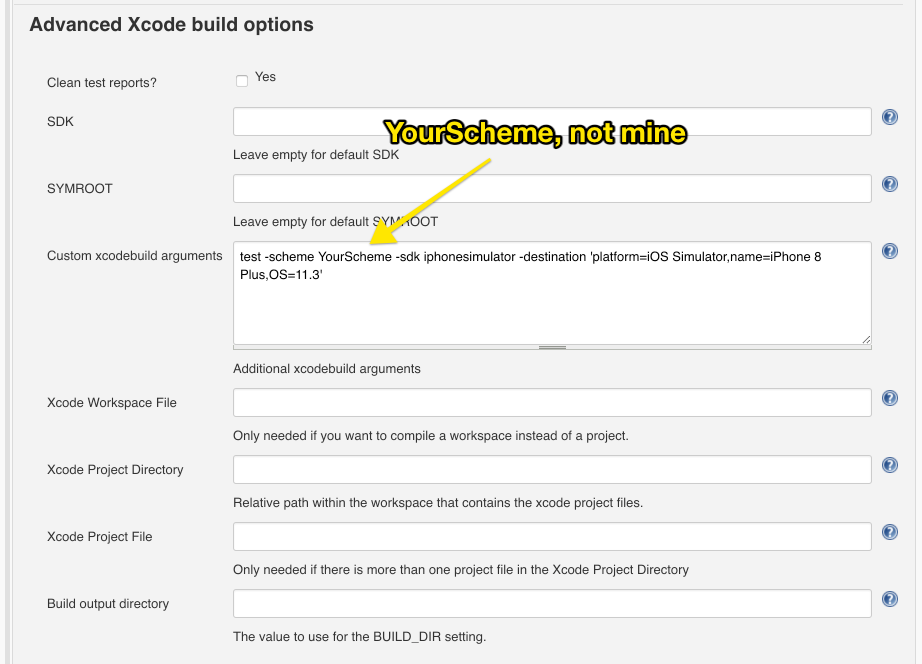 Advanced Xcode build options
Clean test reports?
Yes
SDK
YourScheme, not mine
Leave empty for default SDK
SYMROOT
Leave empty for default SYMROOT
Custom xcodebuild arguments
test -scheme YourScheme -sdk iphonesimulator -destination 'platform=iOS Simulator,name=iPhone 8
Plus,OS=11.3'
Additional xcodebuild arguments
Xcode Workspace File
Only needed if you want to compile a workspace instead of a project.
Xcode Project Directory
Relative path within the workspace that contains the xcode project files.
Xcode Project File
Only needed if there is more than one project file in the Xcode Project Directory
Build output directory
The value to use for the BUILD_DIR setting.